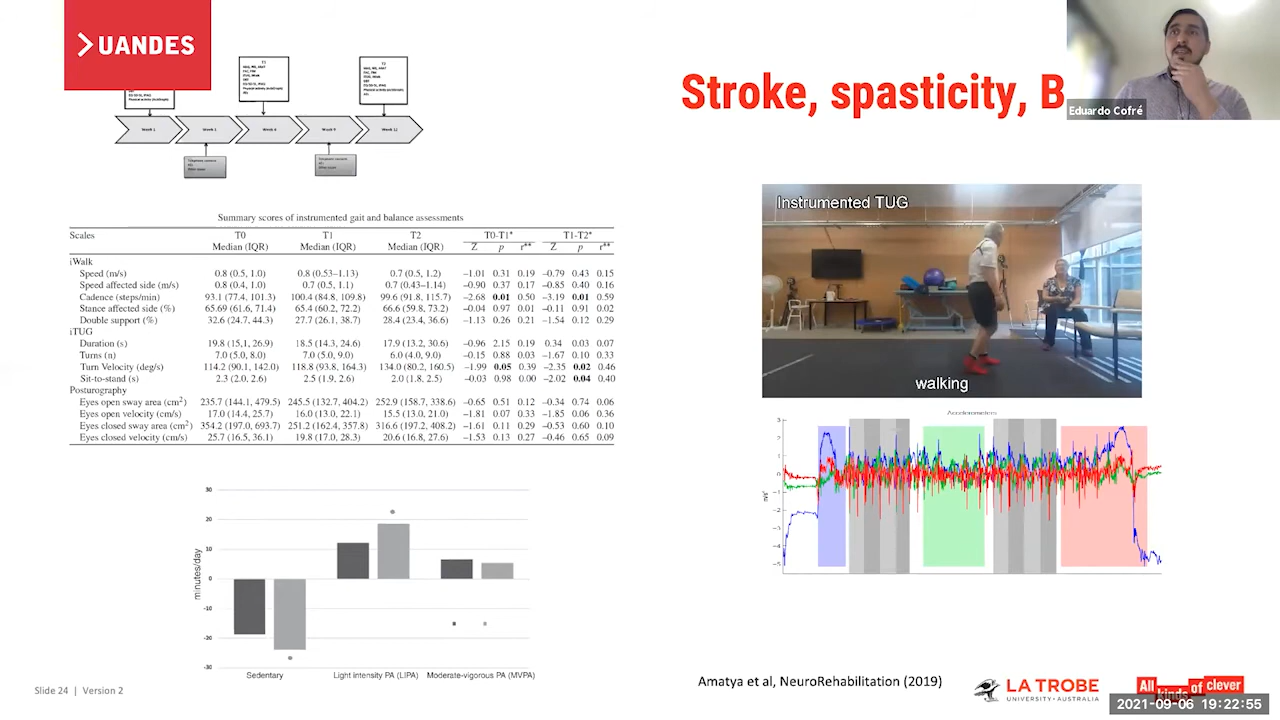 UANDES
Stroke, spasticity, B
Eduardo Cofré
T1
T2
Week 1
Week 3
Week 6
Week 9
Week 12
Summary scores of instrumented gait and balance assessments
Scales T0 T1 T2 T0-T1* T1-T2*
Median (IQR) Median (IQR) Median (IQR) Z p r** Z p r**
iWalk
Speed (m/s) 0.8 (0.5, 1.0) 0.8 (0.53–1.13) 0.7 (0.5, 1.2) –1.01 0.31 0.19 –0.79 0.43 0.15
Speed affected side (m/s) 0.8 (0.4, 1.0) 0.7 (0.5, 1.1) 0.7 (0.43–1.14) –0.90 0.37 0.17 –0.85 0.40 0.16
Cadence (steps/min) 93.1 (77.4, 101.3) 100.4 (84.8, 109.8) 99.6 (91.8, 115.7) –2.68 0.01 0.50 –3.19 0.01 0.59
Stance affected side (%) 65.69 (61.6, 71.4) 65.4 (60.2, 72.2) 66.6 (59.8, 73.2) –0.04 0.97 0.01 –0.11 0.91 0.02
Double support (%) 32.6 (24.7, 44.3) 27.7 (26.1, 38.7) 28.4 (23.4, 36.6) –1.13 0.26 0.21 –1.54 0.12 0.29
iTUG
Duration (s) 19.8 (15,1, 26.9) 18.5 (14.3, 24.6) 17.9 (13.2, 30.6) –0.96 2.15 0.19 0.34 0.03 0.07
Turns (n) 7.0 (5.0, 8.0) 7.0 (5.0, 9.0) 6.0 (4.0, 9.0) –0.15 0.88 0.03 –1.67 0.10 0.33
Turn Velocity (deg/s) 114.2 (90.1, 142.0) 118.8 (93.8, 164.3) 134.0 (80.2, 160.5) –1.99 0.05 0.39 –2.35 0.02 0.46
Sit-to-stand (s) 2.3 (2.0, 2.6) 2.5 (1.9, 2.6) 2.0 (1.8, 2.5) –0.03 0.98 0.00 –2.02 0.04 0.40
Posturography
Eyes open sway area (cm²) 235.7 (144.1, 479.5) 245.5 (132.7, 404.2) 252.9 (158.7, 338.6) –0.65 0.51 0.12 –0.34 0.74 0.06
Eyes open velocity (cm/s) 17.0 (14.4, 25.7) 16.0 (13.0, 22.1) 15.5 (13.0, 21.0) –1.81 0.07 0.33 –1.85 0.06 0.36
Eyes closed sway area (cm²) 354.2 (197.6, 693.7) (162.4, 357.8) 316.6 (197.2, 408.2) –1.61 0.11 0.29 –0.53 0.60 0.10
Eyes closed velocity (cm/s) 25.7 (16.5, 36.1) 19.8 (17.0, 28.3) 20.6 (16.8, 27.6) –1.53 0.13 0.27 –0.46 0.65 0.09
Instrumented TUG
walking
Accelerometers
3
2
1
0
-1
-2
-3
-4
-5
30
20
10
0
-10
-20
-30
minutes/day
Sedentary Light intensity PA (LIPA) Moderate-vigorous PA (MVPA)
Slide 24 | Version 2
Amatya et al, NeuroRehabilitation (2019)
LA TROBE
UNIVERSITY · AUSTRALIA
All kinds of clever
2021-09-06 19:22:55